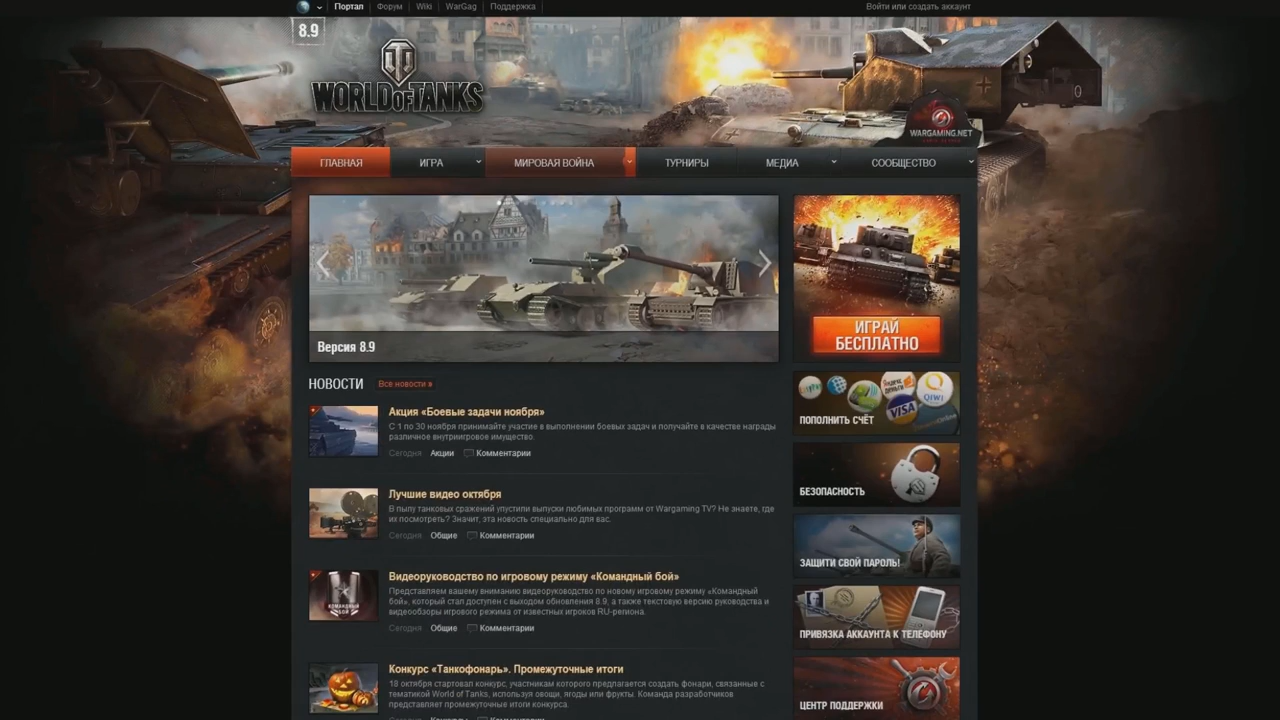 Портал Форум Wiki WarGag Поддержка Войти или создать аккаунт
8.9
WORLD OF TANKS
WARGAMING.NET
ГЛАВНАЯ ИГРА МИРОВАЯ ВОЙНА ТУРНИРЫ МЕДИА СООБЩЕСТВО
Версия 8.9
ИГРАЙ
БЕСПЛАТНО
НОВОСТИ Все новости »
Акция «Боевые задачи ноября»
С 1 по 30 ноября принимайте участие в выполнении боевых задач и получайте в качестве награды
различное внутриигровое имущество.
Сегодня Акции Комментарии
Лучшие видео октября
В пылу танковых сражений упустили выпуски любимых программ от Wargaming TV? Не знаете, где
их посмотреть? Значит, эта новость специально для вас.
Сегодня Общие Комментарии
Видеоруководство по игровому режиму «Командный бой»
КОМАНДНЫЙ
БОЙ
Представляем вашему вниманию видеоруководство по новому игровому режиму «Командный
бой», который стал доступен с выходом обновления 8.9, а также текстовую версию руководства и
видеообзоры игрового режима от известных игроков RU-региона.
Сегодня Общие Комментарии
Конкурс «Танкофонарь». Промежуточные итоги
18 октября стартовал конкурс, участникам которого предлагается создать фонари, связанные с
тематикой World of Tanks, используя овощи, ягоды или фрукты. Команда разработчиков
представляет промежуточные итоги конкурса.
Сегодня Конкурсы Комментарии
QIWI
VISA
ПОПОЛНИТЬ СЧЁТ
БЕЗОПАСНОСТЬ
ЗАЩИТИ СВОЙ ПАРОЛЬ!
ПРИВЯЗКА АККАУНТА К ТЕЛЕФОНУ
ЦЕНТР ПОДДЕРЖКИ